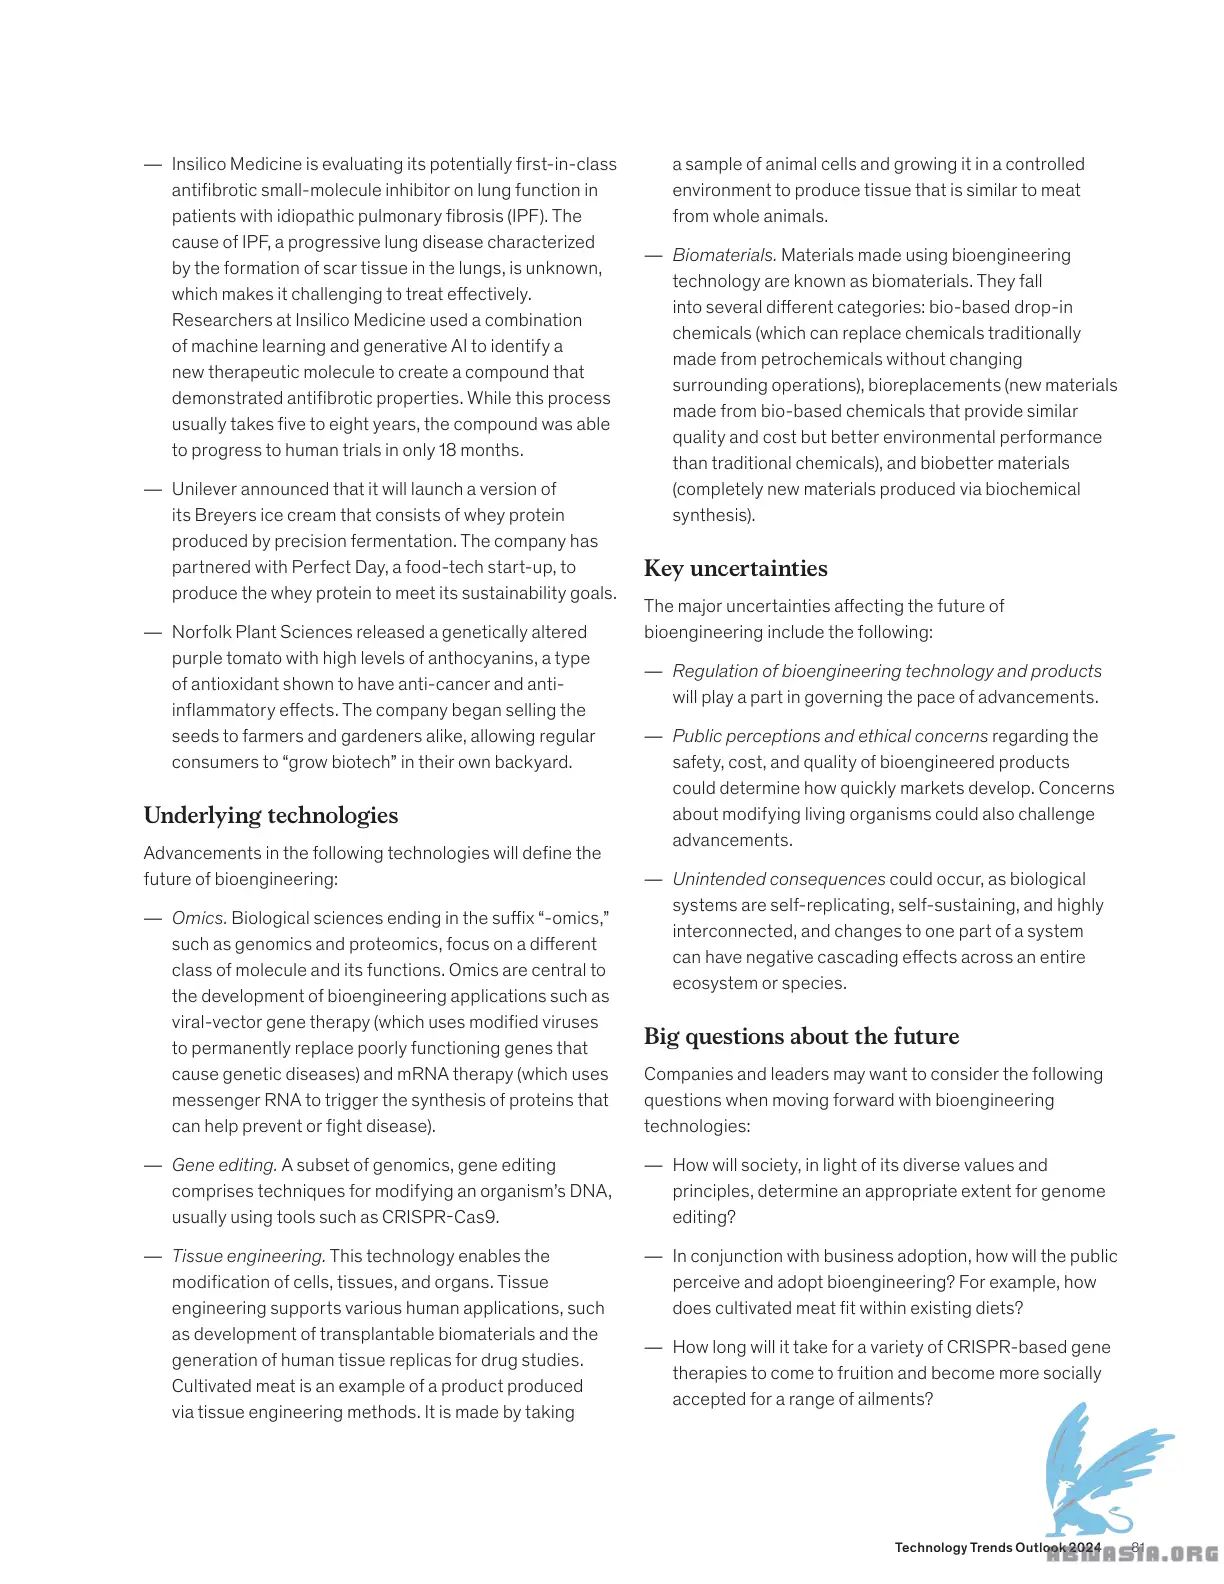 — Insilico Medicine is evaluating its potentially first-in-class
antifibrotic small-molecule inhibitor on lung function in
patients with idiopathic pulmonary fibrosis (IPF). The
cause of IPF, a progressive lung disease characterized
by the formation of scar tissue in the lungs, is unknown,
which makes it challenging to treat effectively.
Researchers at Insilico Medicine used a combination
of machine learning and generative AI to identify a
new therapeutic molecule to create a compound that
demonstrated antifibrotic properties. While this process
usually takes five to eight years, the compound was able
to progress to human trials in only 18 months.
— Unilever announced that it will launch a version of
its Breyers ice cream that consists of whey protein
produced by precision fermentation. The company has
partnered with Perfect Day, a food-tech start-up, to
produce the whey protein to meet its sustainability goals.
— Norfolk Plant Sciences released a genetically altered
purple tomato with high levels of anthocyanins, a type
of antioxidant shown to have anti-cancer and anti-
inflammatory effects. The company began selling the
seeds to farmers and gardeners alike, allowing regular
consumers to “grow biotech” in their own backyard.
Underlying technologies
Advancements in the following technologies will define the
future of bioengineering:
— Omics. Biological sciences ending in the suffix “-omics,”
such as genomics and proteomics, focus on a different
class of molecule and its functions. Omics are central to
the development of bioengineering applications such as
viral-vector gene therapy (which uses modified viruses
to permanently replace poorly functioning genes that
cause genetic diseases) and mRNA therapy (which uses
messenger RNA to trigger the synthesis of proteins that
can help prevent or fight disease).
— Gene editing. A subset of genomics, gene editing
comprises techniques for modifying an organism’s DNA,
usually using tools such as CRISPR-Cas9.
— Tissue engineering. This technology enables the
modification of cells, tissues, and organs. Tissue
engineering supports various human applications, such
as development of transplantable biomaterials and the
generation of human tissue replicas for drug studies.
Cultivated meat is an example of a product produced
via tissue engineering methods. It is made by taking
a sample of animal cells and growing it in a controlled
environment to produce tissue that is similar to meat
from whole animals.
— Biomaterials. Materials made using bioengineering
technology are known as biomaterials. They fall
into several different categories: bio-based drop-in
chemicals (which can replace chemicals traditionally
made from petrochemicals without changing
surrounding operations), bioreplacements (new materials
made from bio-based chemicals that provide similar
quality and cost but better environmental performance
than traditional chemicals), and biobetter materials
(completely new materials produced via biochemical
synthesis).
Key uncertainties
The major uncertainties affecting the future of
bioengineering include the following:
— Regulation of bioengineering technology and products
will play a part in governing the pace of advancements.
— Public perceptions and ethical concerns regarding the
safety, cost, and quality of bioengineered products
could determine how quickly markets develop. Concerns
about modifying living organisms could also challenge
advancements.
— Unintended consequences could occur, as biological
systems are self-replicating, self-sustaining, and highly
interconnected, and changes to one part of a system
can have negative cascading effects across an entire
ecosystem or species.
Big questions about the future
Companies and leaders may want to consider the following
questions when moving forward with bioengineering
technologies:
— How will society, in light of its diverse values and
principles, determine an appropriate extent for genome
editing?
— In conjunction with business adoption, how will the public
perceive and adopt bioengineering? For example, how
does cultivated meat fit within existing diets?
— How long will it take for a variety of CRISPR-based gene
therapies to come to fruition and become more socially
accepted for a range of ailments?
Technology Trends Outlook 2024 81
ABWASIA.ORG